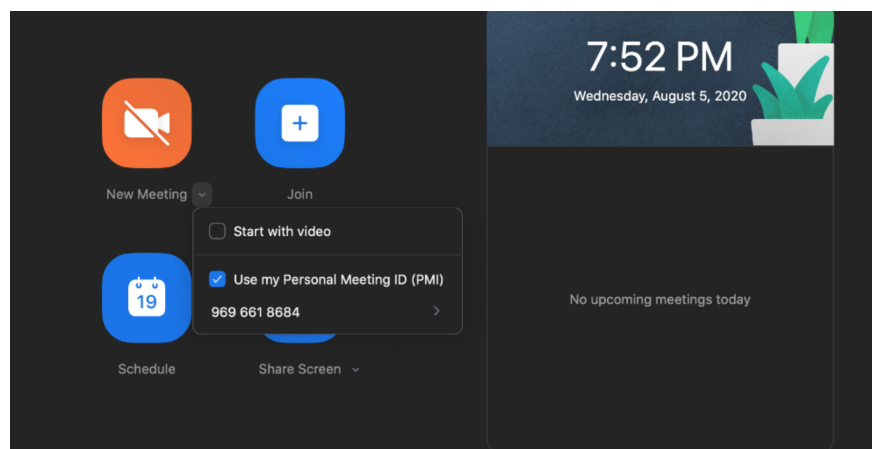 7:52 PM
Wednesday, August 5, 2020
New Meeting
Join
Start with video
Use my Personal Meeting ID (PMI)
969 661 8684
19
Schedule
Share Screen
No upcoming meetings today